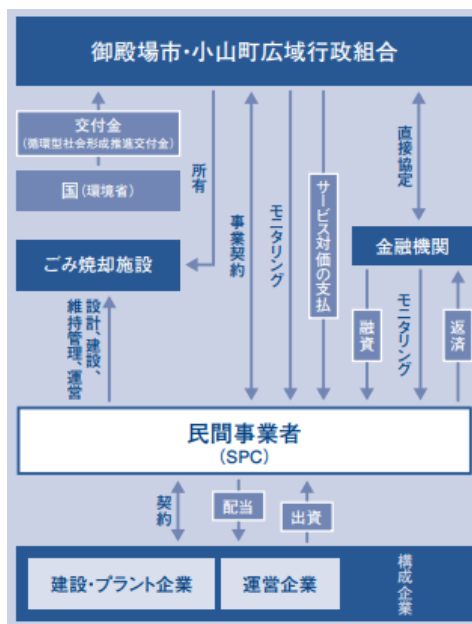 御殿場市・小山町広域行政組合
交付金
(循環型社会形成推進交付金)
国(環境省)
所有
ごみ焼却施設
事業契約
モニタリング
サービス対価の支払
直接協定
金融機関
設計、建設、
維持管理、運営
融資
モニタリング
返済
民間事業者
(SPC)
契約
配当
出資
建設・プラント企業
運営企業
構成企業